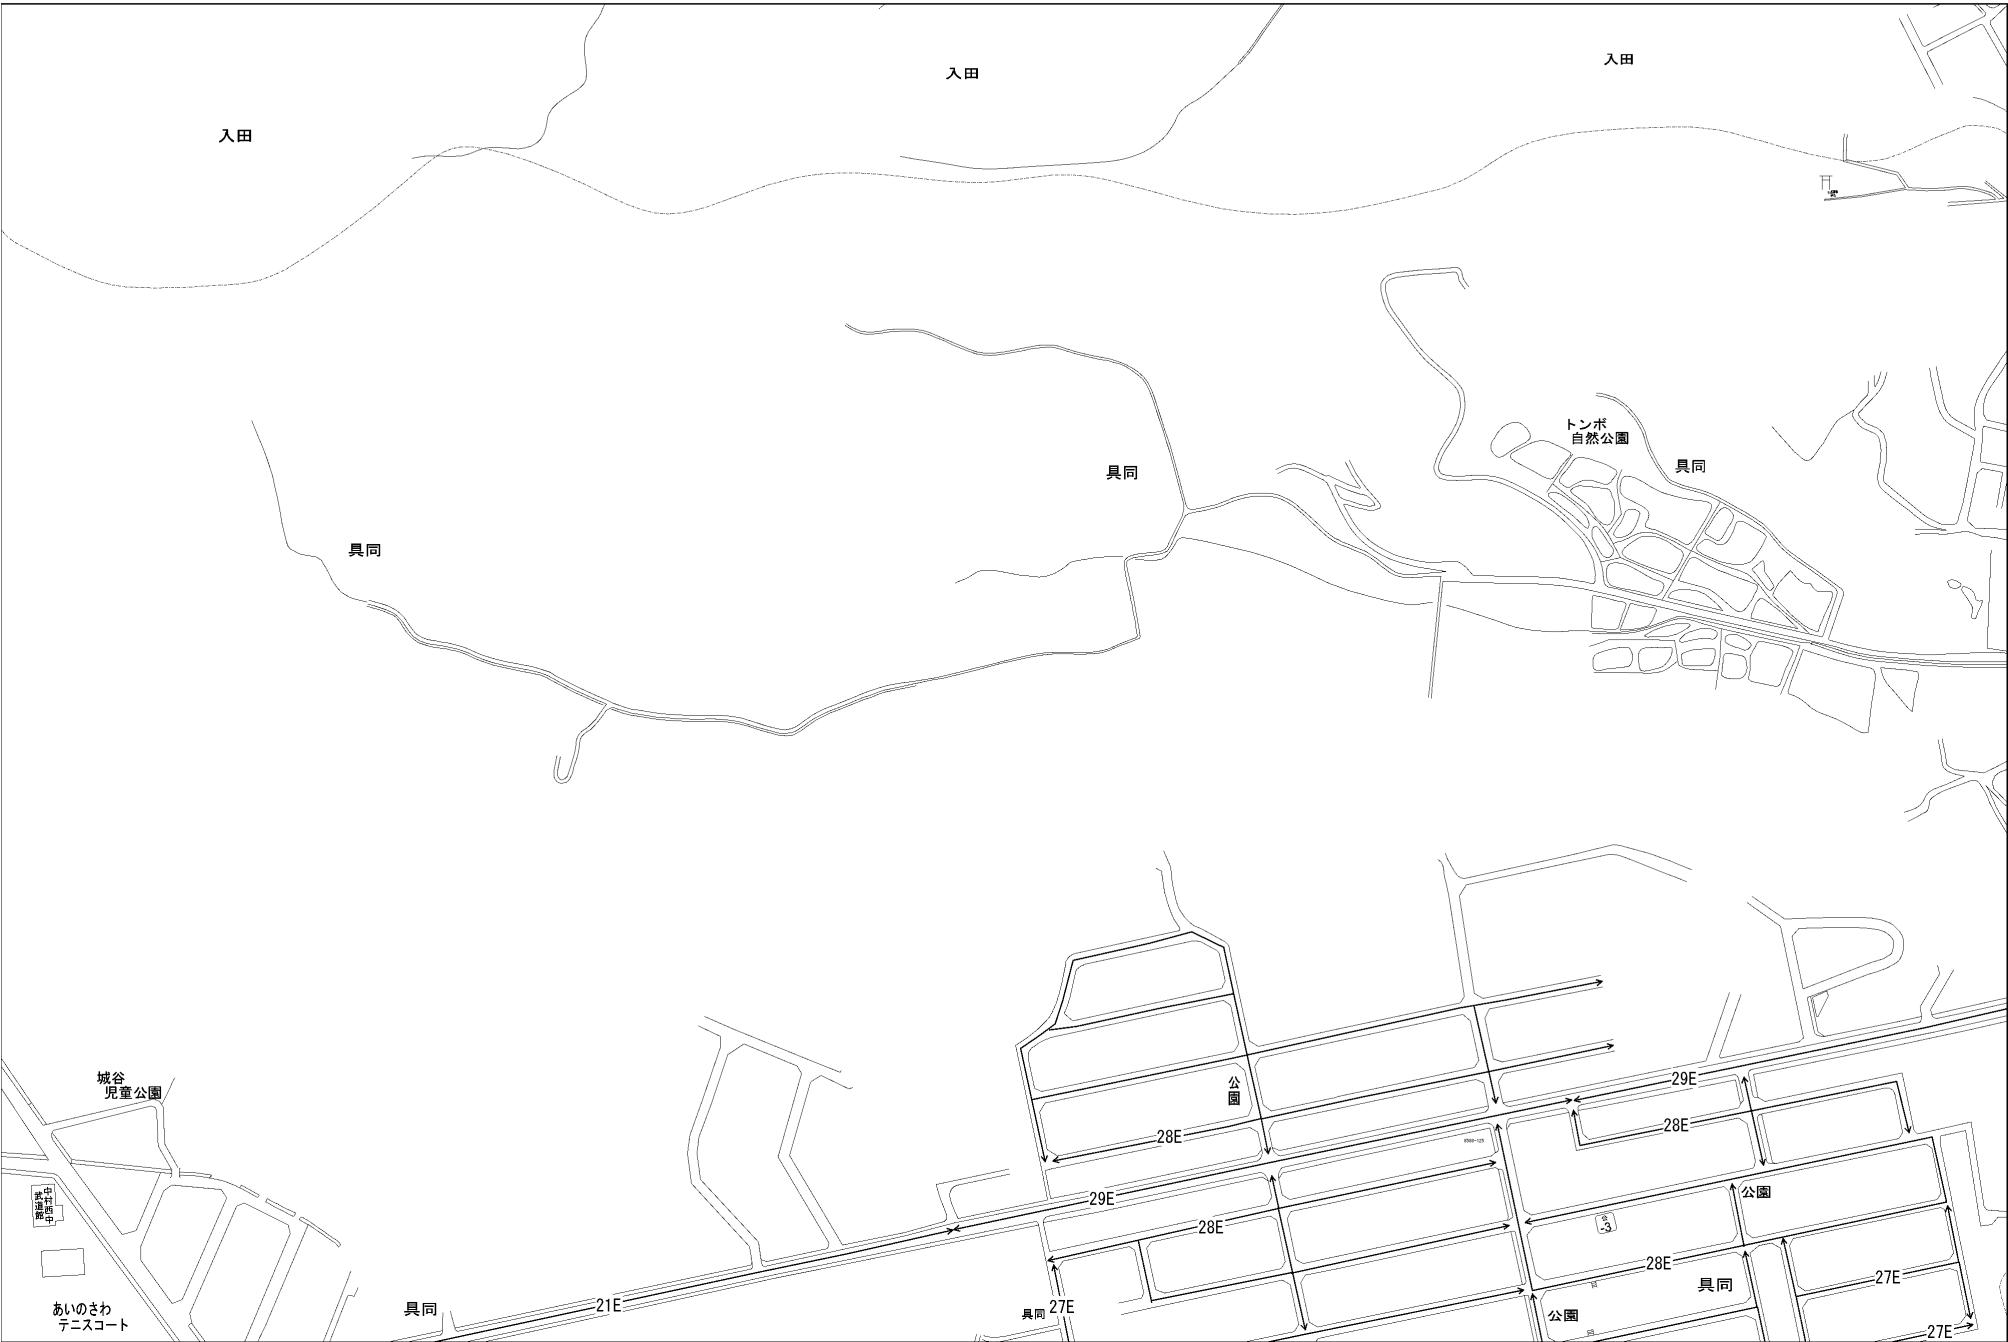 入田
入田
入田
トンボ
自然公園
具同
具同
具同
城谷
児童公園
公園
29E
28E
28E
8500-125
中村西中
武道館
29E
公園
28E
-3
28E
具同
27E
21E
具同
27E
具同
公園
あいのさわ
テニスコート
27E